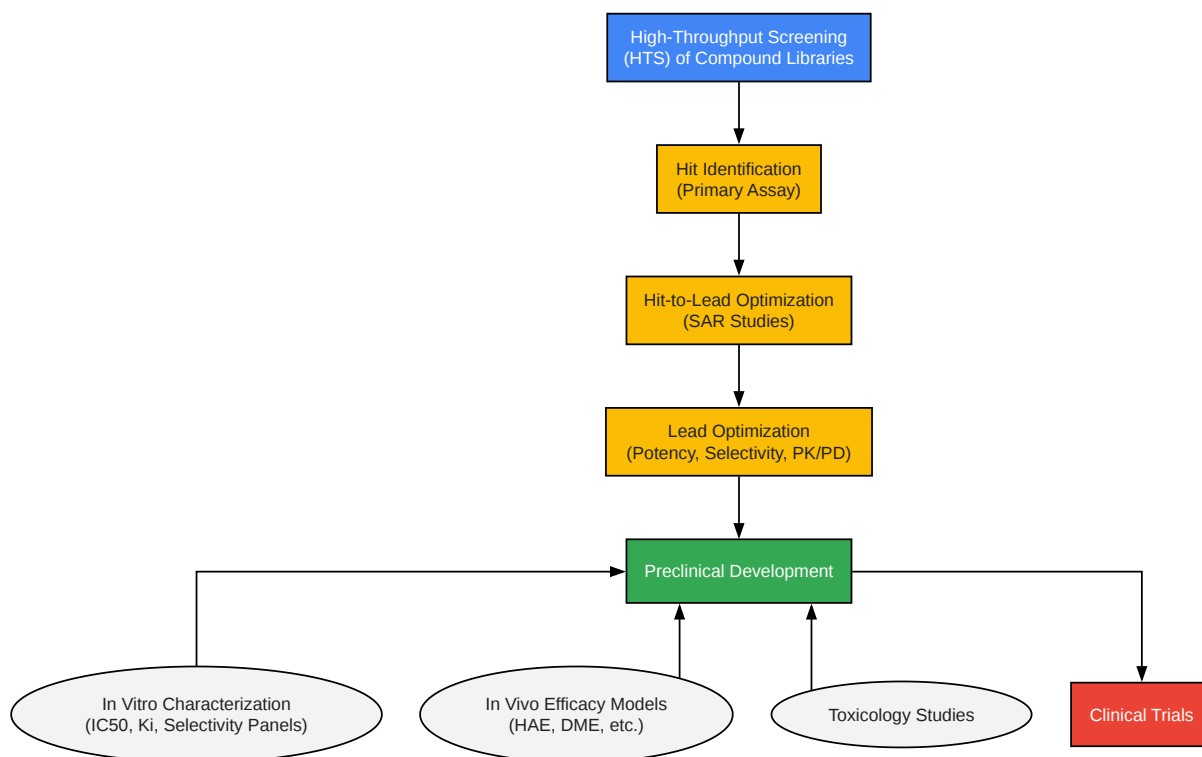 High-Throughput Screening
(HTS) of Compound Libraries
Hit Identification
(Primary Assay)
Hit-to-Lead Optimization
(SAR Studies)
Lead Optimization
(Potency, Selectivity, PK/PD)
Preclinical Development
In Vitro Characterization
(IC50, Ki, Selectivity Panels)
In Vivo Efficacy Models
(HAE, DME, etc.)
Toxicology Studies
Clinical Trials